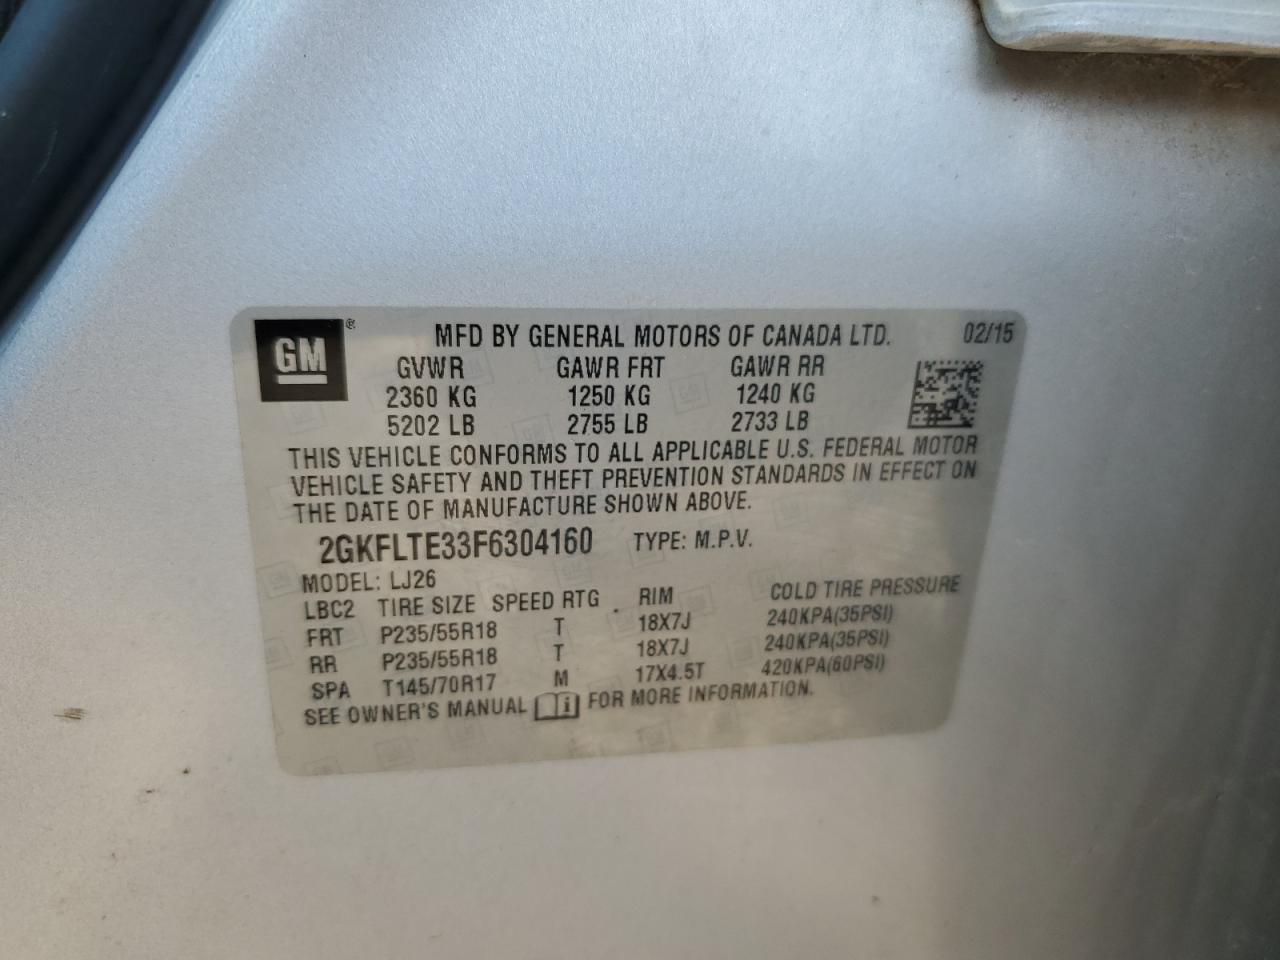 GM®
MFD BY GENERAL MOTORS OF CANADA LTD. 02/15
GVWR GAWR FRT GAWR RR
2360 KG 1250 KG 1240 KG
5202 LB 2755 LB 2733 LB
THIS VEHICLE CONFORMS TO ALL APPLICABLE U.S. FEDERAL MOTOR
VEHICLE SAFETY AND THEFT PREVENTION STANDARDS IN EFFECT ON
THE DATE OF MANUFACTURE SHOWN ABOVE.
2GKFLTE33F6304160 TYPE: M.P.V.
MODEL: LJ26
LBC2 TIRE SIZE SPEED RTG . RIM COLD TIRE PRESSURE
FRT P235/55R18 T 18X7J 240KPA(35PSI)
RR P235/55R18 T 18X7J 240KPA(35PSI)
SPA T145/70R17 M 17X4.5T 420KPA(60PSI)
SEE OWNER'S MANUAL i FOR MORE INFORMATION.